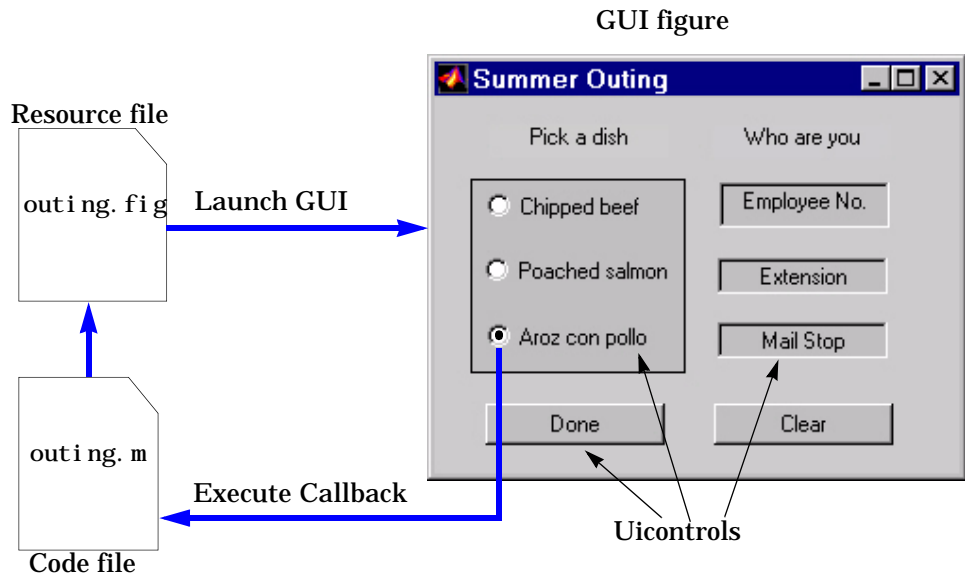 GUI figure
Summer Outing
Resource file
Pick a dish
Who are you
outing.fig
Launch GUI
Chipped beef
Employee No.
Poached salmon
Extension
Aroz con pollo
Mail Stop
Done
Clear
outing.m
Execute Callback
Uicontrols
Code file